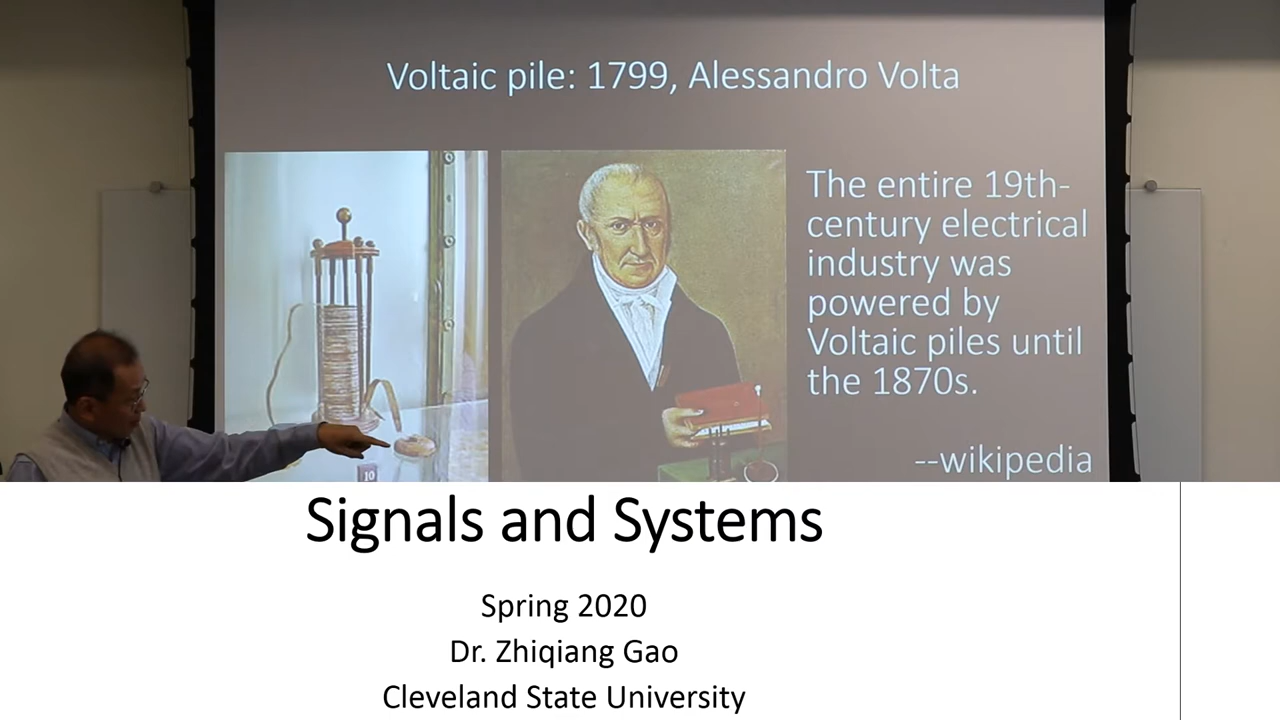 Voltaic pile: 1799, Alessandro Volta
The entire 19th-
century electrical
industry was
powered by
Voltaic piles until
the 1870s.
--wikipedia
10
Signals and Systems
Spring 2020
Dr. Zhiqiang Gao
Cleveland State University